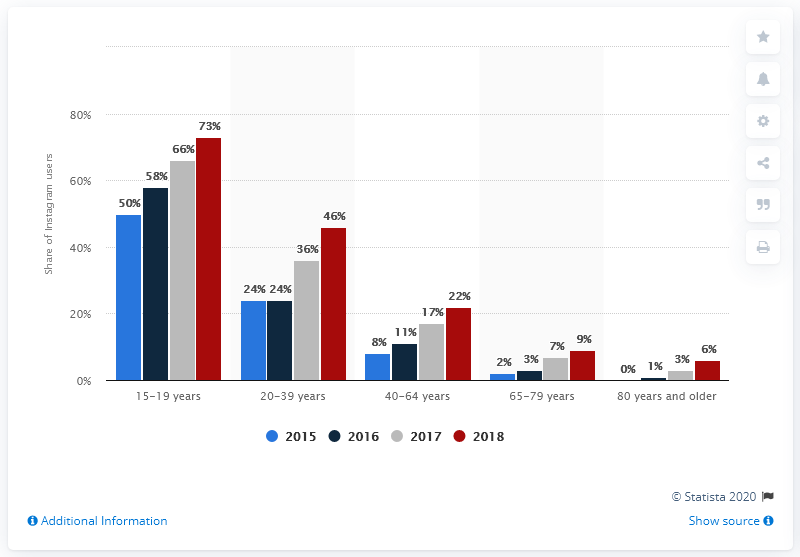 Share of Instagram users
80%
60%
40%
20%
0%
50% 58% 66% 73%
24% 24% 36% 46%
8% 11% 17% 22%
2% 3% 7% 9%
0% 1% 3% 6%
15–19 years 20–39 years 40–64 years 65–79 years 80 years and older
2015 2016 2017 2018
© Statista 2020
Additional Information Show source